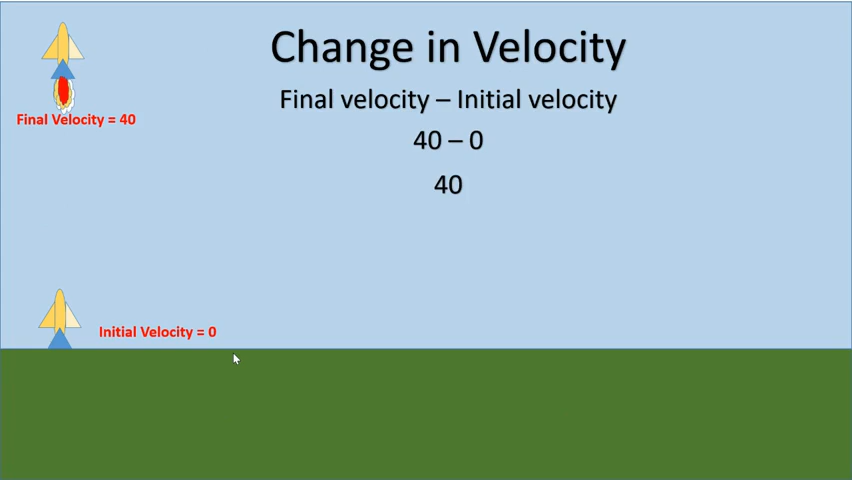 Change in Velocity
Final velocity – Initial velocity
40 – 0
40
Final Velocity = 40
Initial Velocity = 0